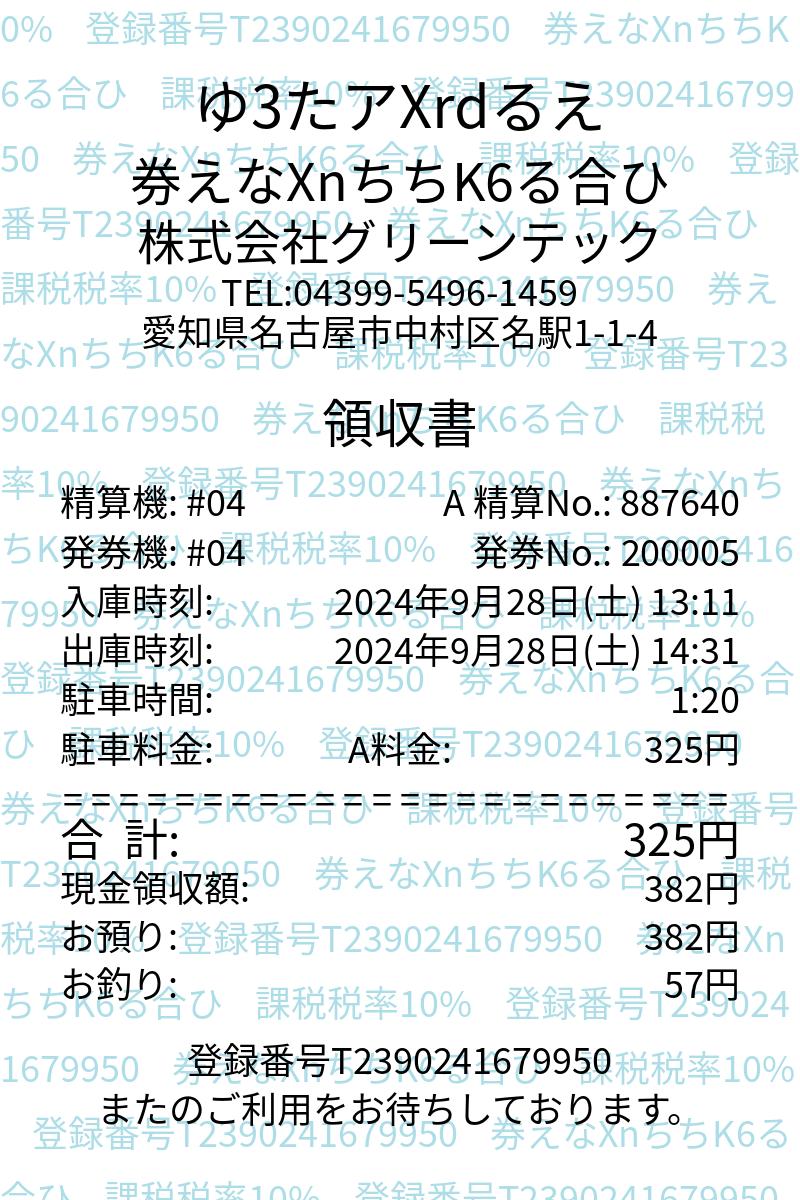 ゆ3たアXrdるえ
券えなXnちちK6る合ひ
株式会社グリーンテック
TEL:04399-5496-1459
愛知県名古屋市中村区名駅1-1-4
領収書
精算機: #04 A 精算No.: 887640
発券機: #04 発券No.: 200005
入庫時刻: 2024年9月28日(土) 13:11
出庫時刻: 2024年9月28日(土) 14:31
駐車時間: 1:20
駐車料金: A料金: 325円
========================
合 計: 325円
現金領収額: 382円
お預り: 382円
お釣り: 57円
登録番号T2390241679950
またのご利用をお待ちしております。